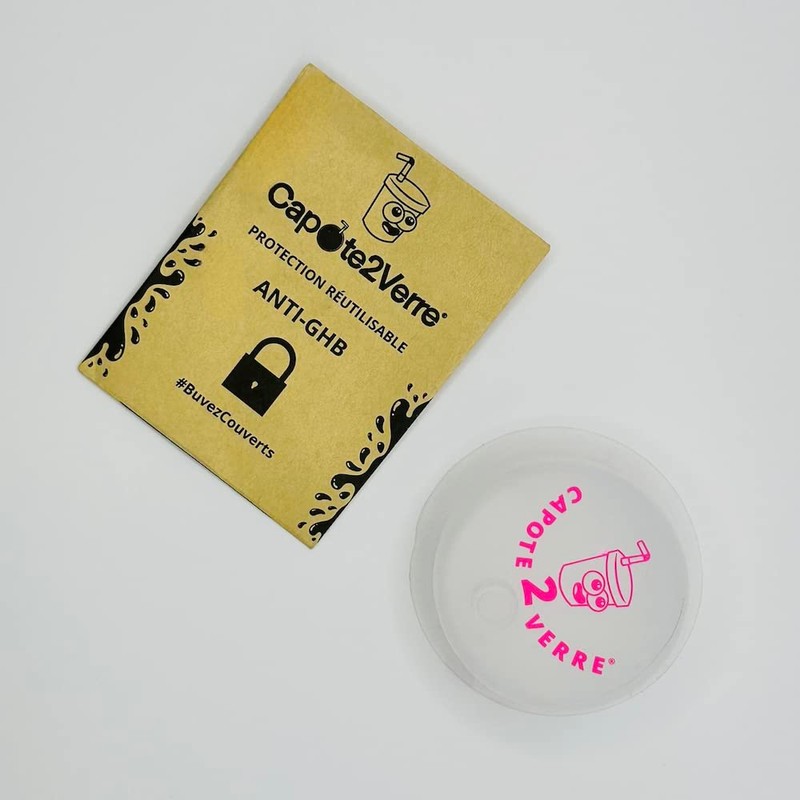 Capote2Verre®
PROTECTION RÉUTILISABLE
ANTI-GHB
#BuvezCouverts
CAPOTE
2
VERRE®